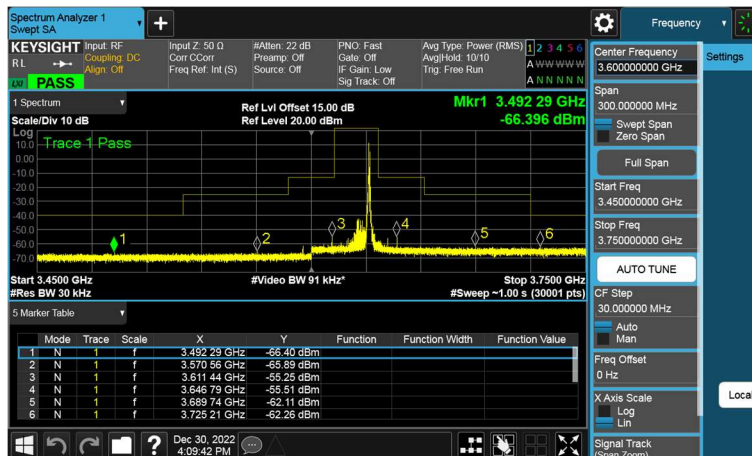 Spectrum Analyzer 1
Swept SA
Frequency
KEYSIGHT
RL
Input: RF
Coupling: DC
Align: Off
Input Z: 50 Ω
Corr CCorr
Freq Ref: Int (S)
#Atten: 22 dB
Preamp: Off
Source: Off
PNO: Fast
Gate: Off
IF Gain: Low
Sig Track: Off
Avg Type: Power (RMS)
Avg|Hold: 10/10
Trig: Free Run
1 2 3 4 5 6
A W W W W W
A N N N N N
LXI
PASS
1 Spectrum
Scale/Div 10 dB
Ref Lvl Offset 15.00 dB
Ref Level 20.00 dBm
Mkr1 3.492 29 GHz
-66.396 dBm
Log
Trace 1 Pass
10.0
0.00
-10.0
-20.0
-30.0
-40.0
-50.0
-60.0
-70.0
1
2
3
4
5
6
Start 3.4500 GHz
#Res BW 30 kHz
#Video BW 91 kHz*
Stop 3.7500 GHz
#Sweep ~1.00 s (30001 pts)
5 Marker Table
Mode Trace Scale X Y Function Function Width Function Value
1 N 1 f 3.492 29 GHz -66.40 dBm
2 N 1 f 3.570 56 GHz -65.89 dBm
3 N 1 f 3.611 44 GHz -55.25 dBm
4 N 1 f 3.646 79 GHz -55.51 dBm
5 N 1 f 3.689 74 GHz -62.11 dBm
6 N 1 f 3.725 21 GHz -62.26 dBm
?
Dec 30, 2022
4:09:42 PM
Center Frequency
3.600000000 GHz
Settings
Span
300.000000 MHz
Swept Span
Zero Span
Full Span
Start Freq
3.450000000 GHz
Stop Freq
3.750000000 GHz
AUTO TUNE
CF Step
30.000000 MHz
Auto
Man
Freq Offset
0 Hz
X Axis Scale
Log
Lin
Local
Signal Track
(Span Zoom)